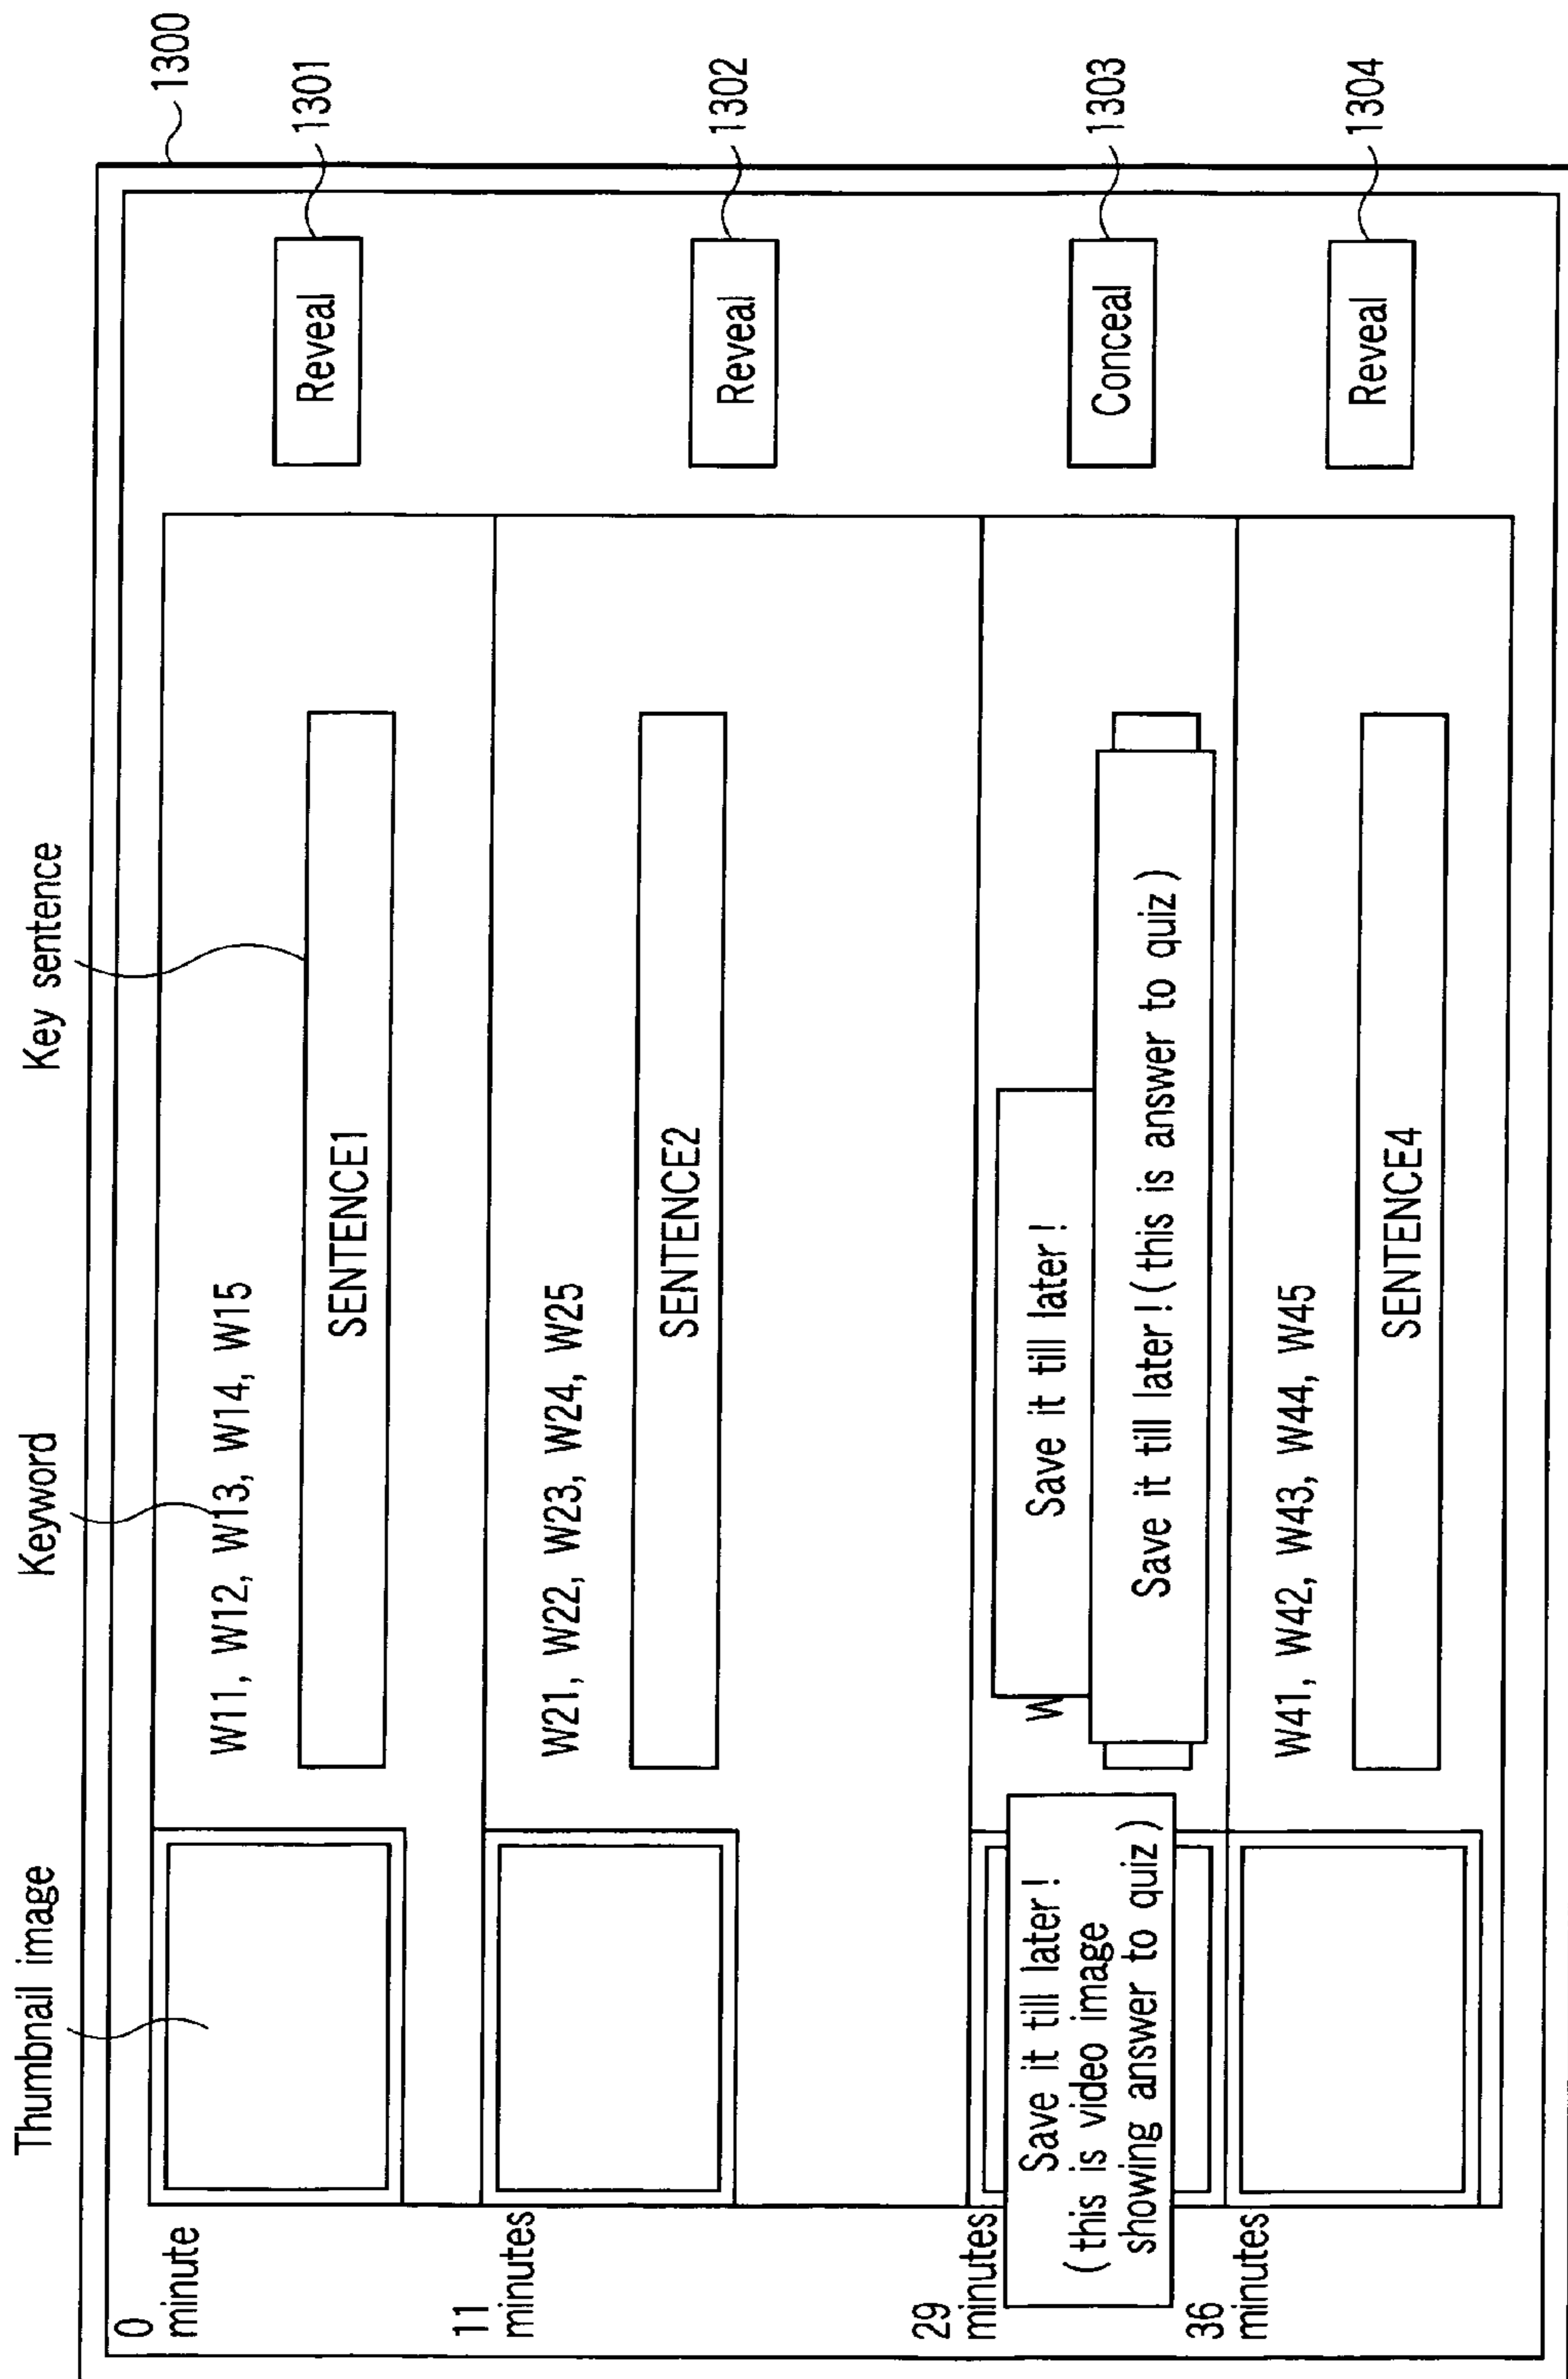 Thumbnail image
Keyword
Key sentence
1300
0
minute
W11, W12, W13, W14, W15
SENTENCE1
Reveal
1301
11
minutes
W21, W22, W23, W24, W25
SENTENCE2
Reveal
1302
29
minutes
Save it till later!
(this is video image
showing answer to quiz)
W
Save it till later!
Save it till later!(this is answer to quiz)
Conceal
1303
36
minutes
W41, W42, W43, W44, W45
SENTENCE4
Reveal
1304